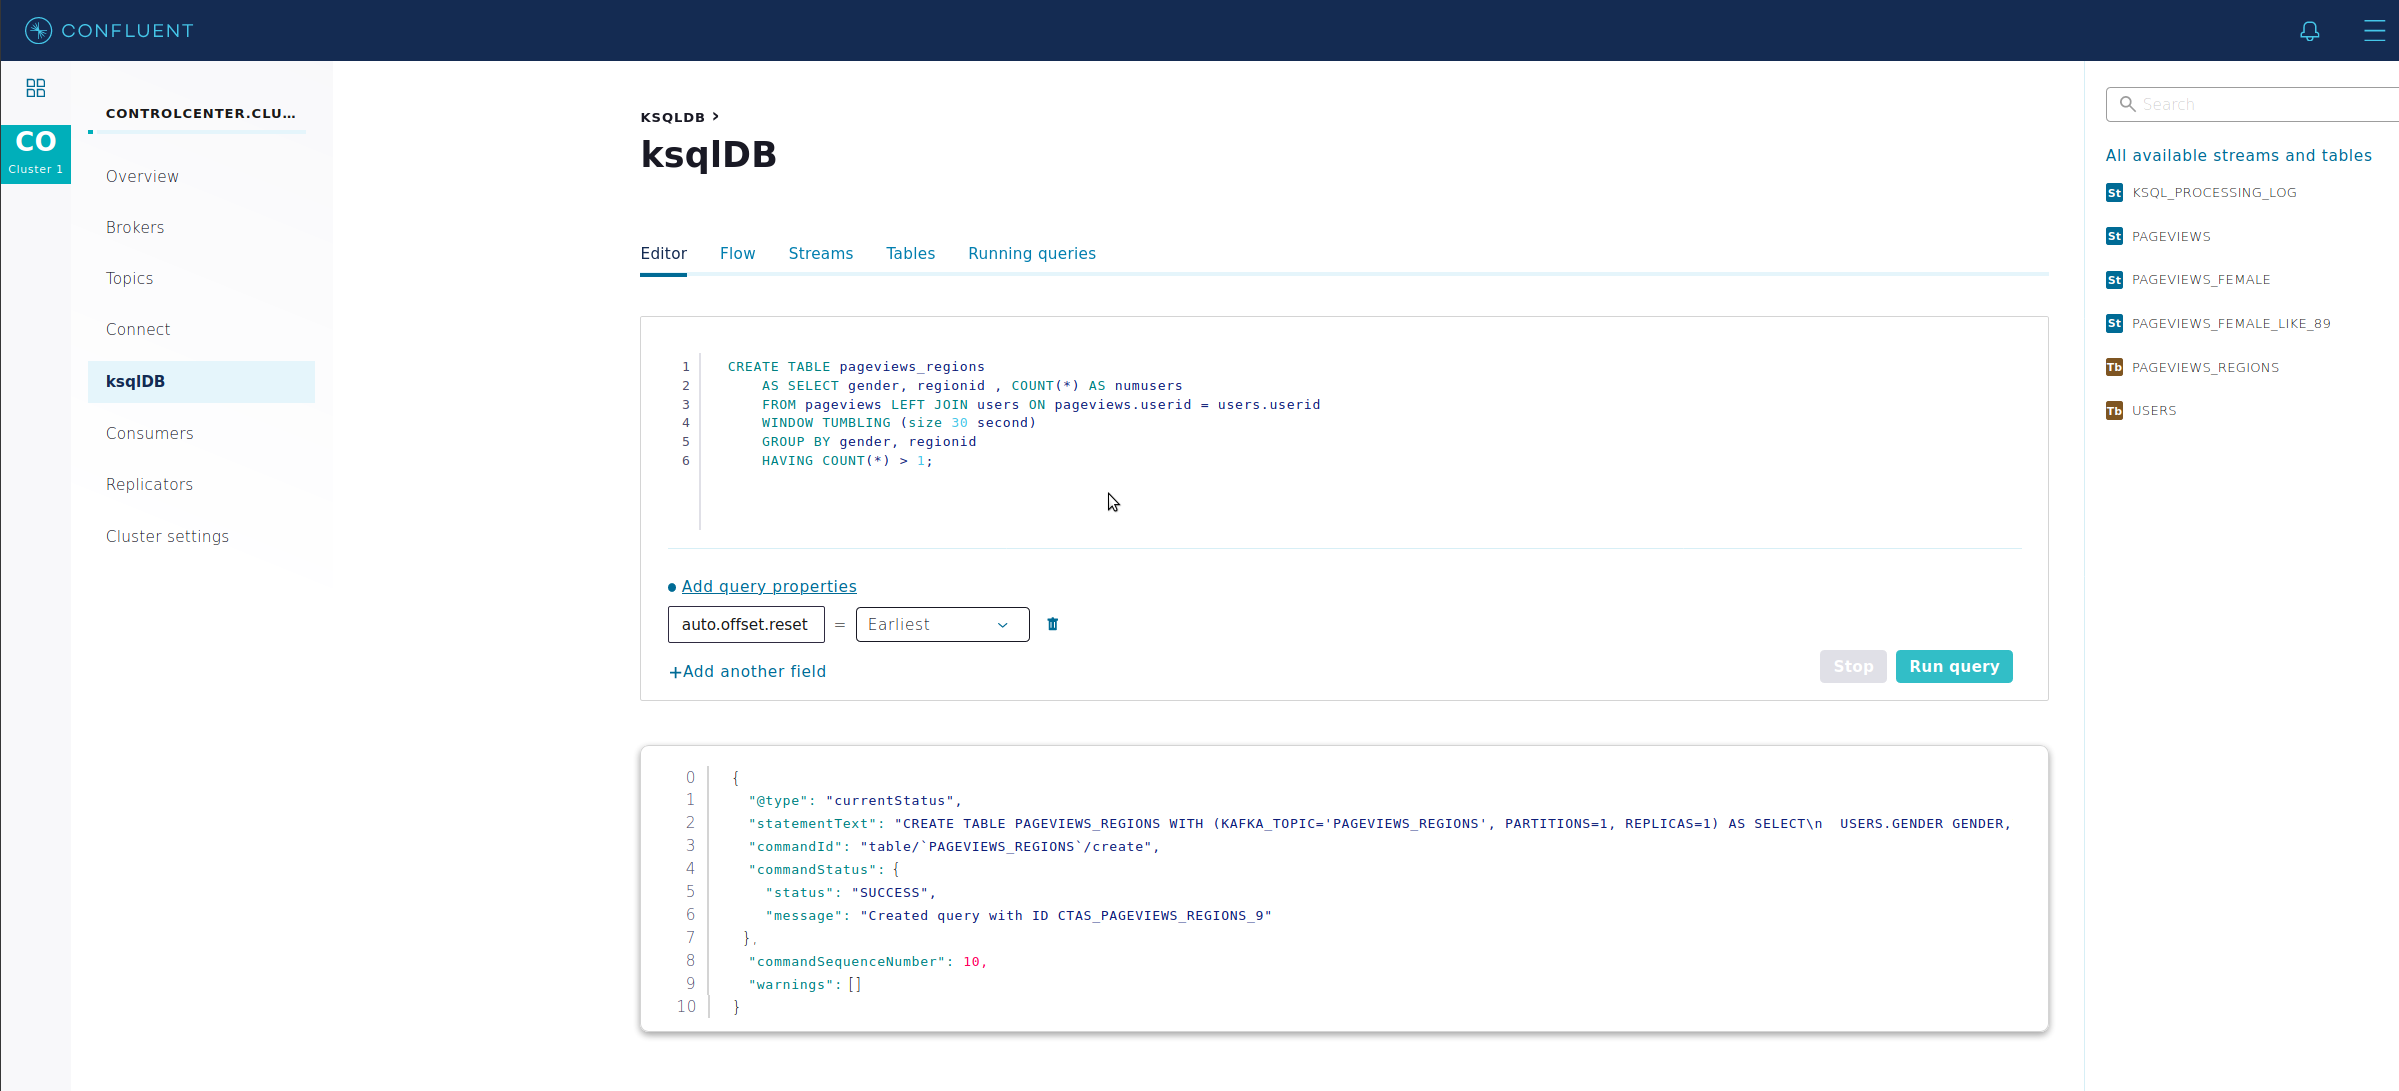 CONFLUENT
CO
Cluster 1
CONTROLCENTER.CLU...
Overview
Brokers
Topics
Connect
ksqlDB
Consumers
Replicators
Cluster settings
KSQLDB >
ksqlDB
Editor Flow Streams Tables Running queries
1 CREATE TABLE pageviews_regions
2 AS SELECT gender, regionid , COUNT(*) AS numusers
3 FROM pageviews LEFT JOIN users ON pageviews.userid = users.userid
4 WINDOW TUMBLING (size 30 second)
5 GROUP BY gender, regionid
6 HAVING COUNT(*) > 1;
Add query properties
auto.offset.reset = Earliest
+Add another field
Stop Run query
0 {
1 "@type": "currentStatus",
2 "statementText": "CREATE TABLE PAGEVIEWS_REGIONS WITH (KAFKA_TOPIC='PAGEVIEWS_REGIONS', PARTITIONS=1, REPLICAS=1) AS SELECT\n  USERS.GENDER GENDER,
3 "commandId": "table/`PAGEVIEWS_REGIONS`/create",
4 "commandStatus": {
5 "status": "SUCCESS",
6 "message": "Created query with ID CTAS_PAGEVIEWS_REGIONS_9"
7 },
8 "commandSequenceNumber": 10,
9 "warnings": []
10 }
Search
All available streams and tables
St KSQL_PROCESSING_LOG
St PAGEVIEWS
St PAGEVIEWS_FEMALE
St PAGEVIEWS_FEMALE_LIKE_89
Tb PAGEVIEWS_REGIONS
Tb USERS